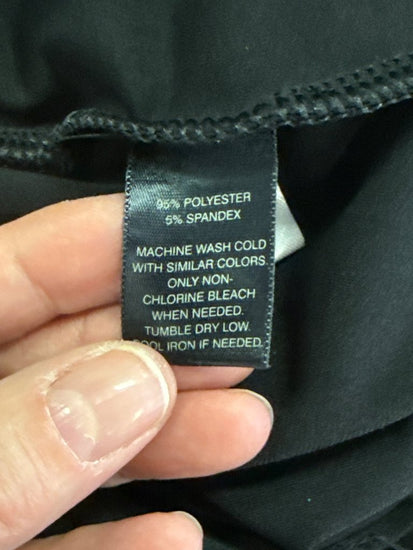 95% POLYESTER
5% SPANDEX
MACHINE WASH COLD
WITH SIMILAR COLORS.
ONLY NON-
CHLORINE BLEACH
WHEN NEEDED.
TUMBLE DRY LOW.
COOL IRON IF NEEDED.